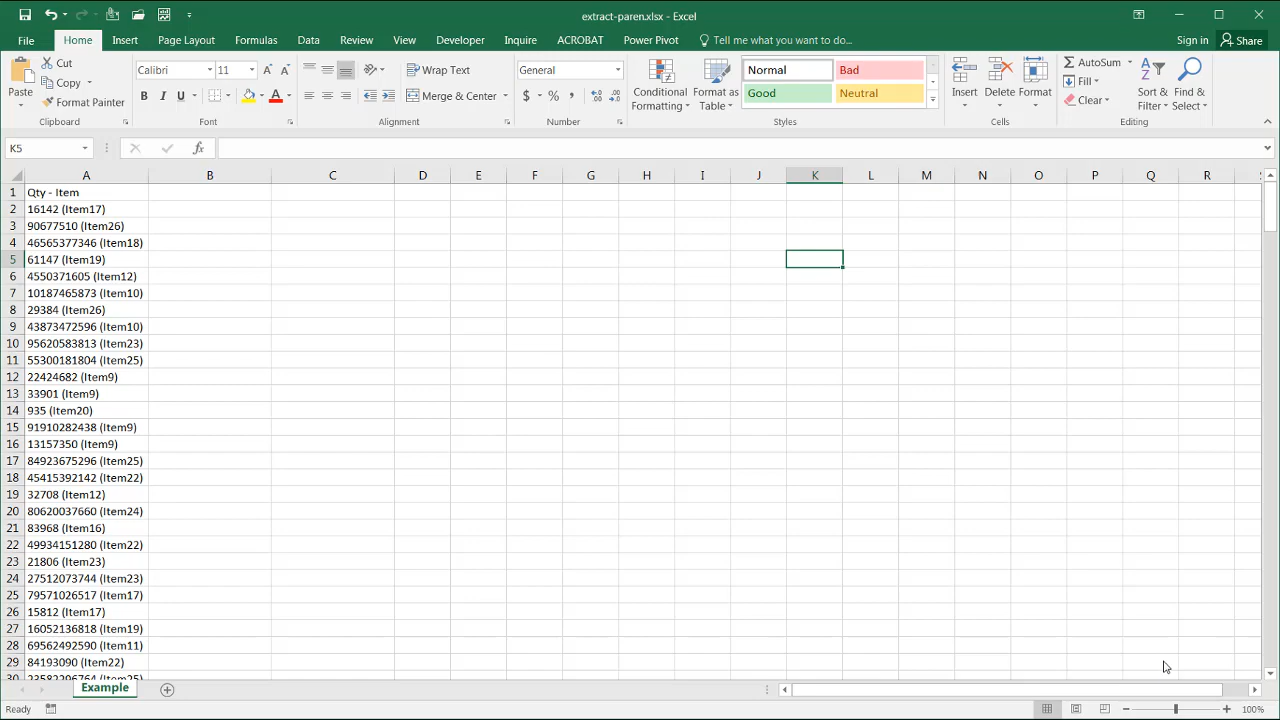 extract-paren.xlsx - Excel
File Home Insert Page Layout Formulas Data Review View Developer Inquire ACROBAT Power Pivot Tell me what you want to do... Sign in Share
Paste
Cut
Copy
Format Painter
Clipboard
Calibri 11
B I U A
Font
Wrap Text
Merge & Center
Alignment
General
$ % ,
Number
Conditional Formatting
Format as Table
Normal Bad
Good Neutral
Styles
Insert Delete Format
Cells
AutoSum
Fill
Clear
Sort & Filter
Find & Select
Editing
K5 fx
A B C D E F G H I J K L M N O P Q R
1 Qty - Item
2 16142 (Item17)
3 90677510 (Item26)
4 46565377346 (Item18)
5 61147 (Item19)
6 4550371605 (Item12)
7 10187465873 (Item10)
8 29384 (Item26)
9 43873472596 (Item10)
10 95620583813 (Item23)
11 55300181804 (Item25)
12 22424682 (Item9)
13 33901 (Item9)
14 935 (Item20)
15 91910282438 (Item9)
16 13157350 (Item9)
17 84923675296 (Item25)
18 45415392142 (Item22)
19 32708 (Item12)
20 80620037660 (Item24)
21 83968 (Item16)
22 49934151280 (Item22)
23 21806 (Item23)
24 27512073744 (Item23)
25 79571026517 (Item17)
26 15812 (Item17)
27 16052136818 (Item19)
28 69562492590 (Item11)
29 84193090 (Item22)
Example
Ready 100%